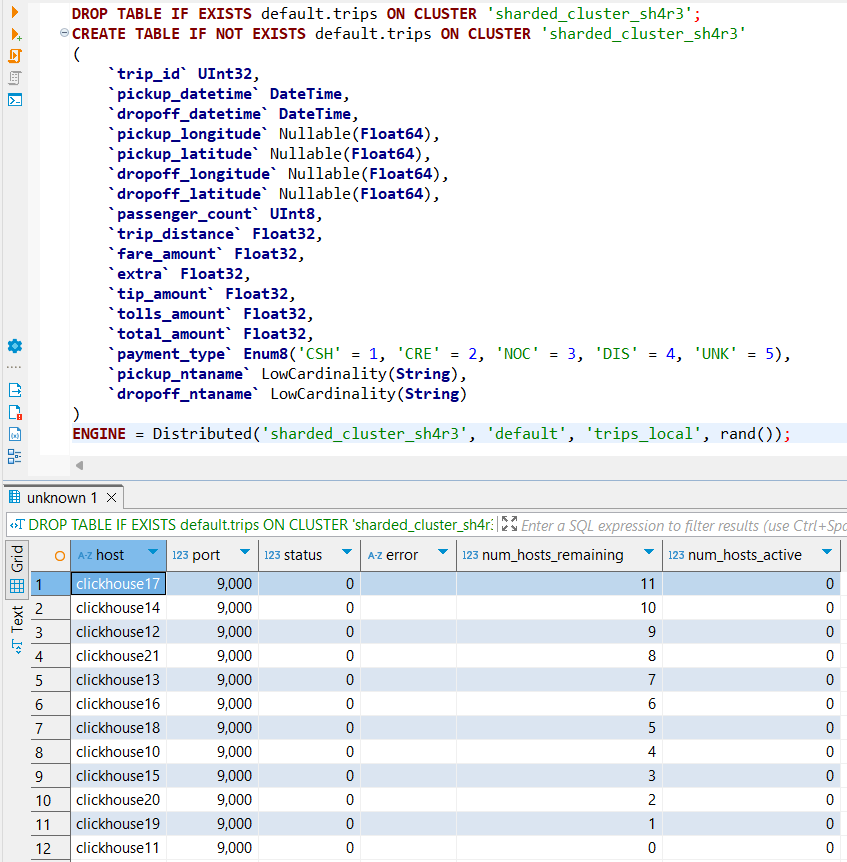 DROP TABLE IF EXISTS default.trips ON CLUSTER 'sharded_cluster_sh4r3';
CREATE TABLE IF NOT EXISTS default.trips ON CLUSTER 'sharded_cluster_sh4r3'
(
    `trip_id` UInt32,
    `pickup_datetime` DateTime,
    `dropoff_datetime` DateTime,
    `pickup_longitude` Nullable(Float64),
    `pickup_latitude` Nullable(Float64),
    `dropoff_longitude` Nullable(Float64),
    `dropoff_latitude` Nullable(Float64),
    `passenger_count` UInt8,
    `trip_distance` Float32,
    `fare_amount` Float32,
    `extra` Float32,
    `tip_amount` Float32,
    `tolls_amount` Float32,
    `total_amount` Float32,
    `payment_type` Enum8('CSH' = 1, 'CRE' = 2, 'NOC' = 3, 'DIS' = 4, 'UNK' = 5),
    `pickup_ntaname` LowCardinality(String),
    `dropoff_ntaname` LowCardinality(String)
)
ENGINE = Distributed('sharded_cluster_sh4r3', 'default', 'trips_local', rand());
unknown 1
DROP TABLE IF EXISTS default.trips ON CLUSTER 'sharded_cluster_sh4r3 Enter a SQL expression to filter results (use Ctrl+Spa
Grid
Text
A-Z host 123 port 123 status A-Z error 123 num_hosts_remaining 123 num_hosts_active
1 clickhouse17 9,000 0 11 0
2 clickhouse14 9,000 0 10 0
3 clickhouse12 9,000 0 9 0
4 clickhouse21 9,000 0 8 0
5 clickhouse13 9,000 0 7 0
6 clickhouse16 9,000 0 6 0
7 clickhouse18 9,000 0 5 0
8 clickhouse10 9,000 0 4 0
9 clickhouse15 9,000 0 3 0
10 clickhouse20 9,000 0 2 0
11 clickhouse19 9,000 0 1 0
12 clickhouse11 9,000 0 0 0